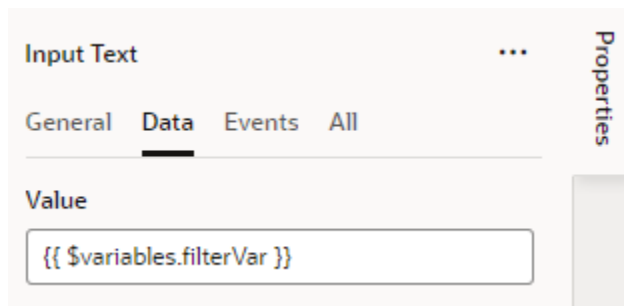 Input Text
...
General Data Events All
Value
{{ $variables.filterVar }}
Properties